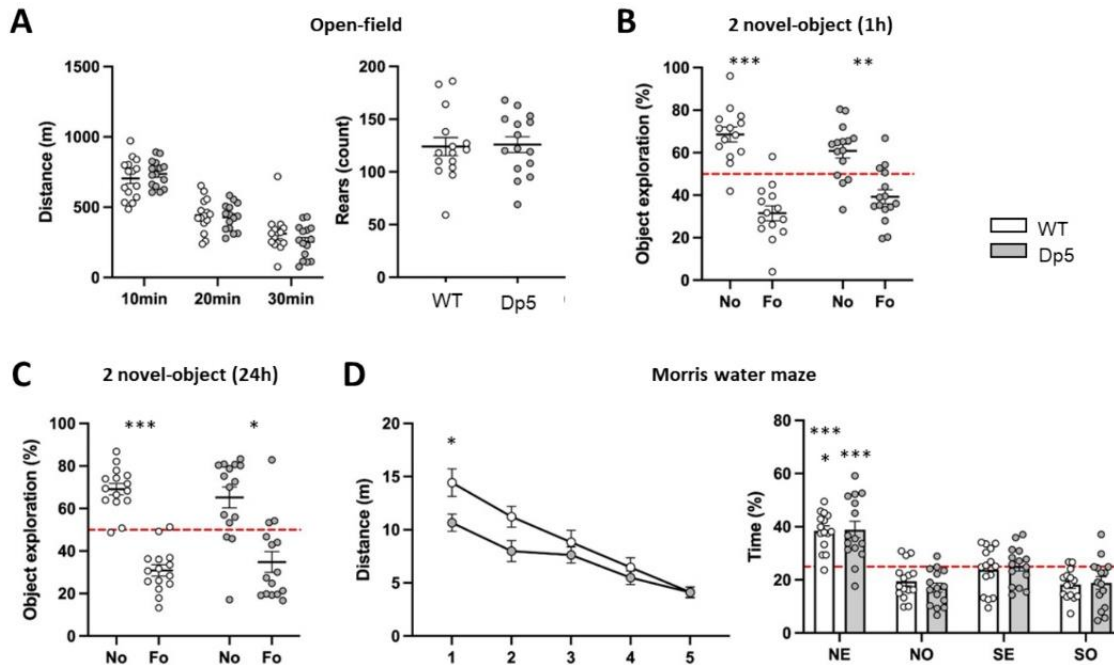 A
Open-field
Distance (m)
1500
1000
500
0
10min 20min 30min
Rears (count)
200
150
100
50
0
WT Dp5
B
2 novel-object (1h)
Object exploration (%)
100
80
60
40
20
0
*** **
No Fo No Fo
WT
Dp5
C
2 novel-object (24h)
Object exploration (%)
100
80
60
40
20
0
*** *
No Fo No Fo
D
Morris water maze
Distance (m)
20
15
10
5
0
*
1 2 3 4 5
Time (%)
80
60
40
20
0
***
* ***
NE NO SE SO